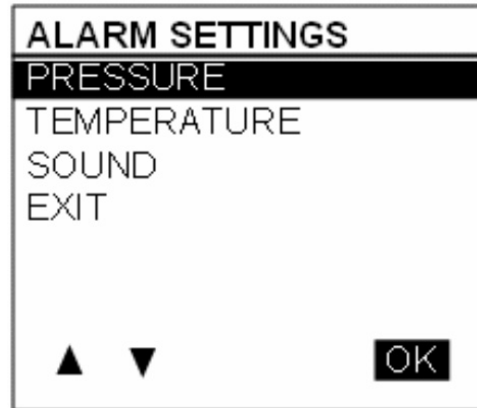 ALARM SETTINGS
PRESSURE
TEMPERATURE
SOUND
EXIT
▲ ▼ OK